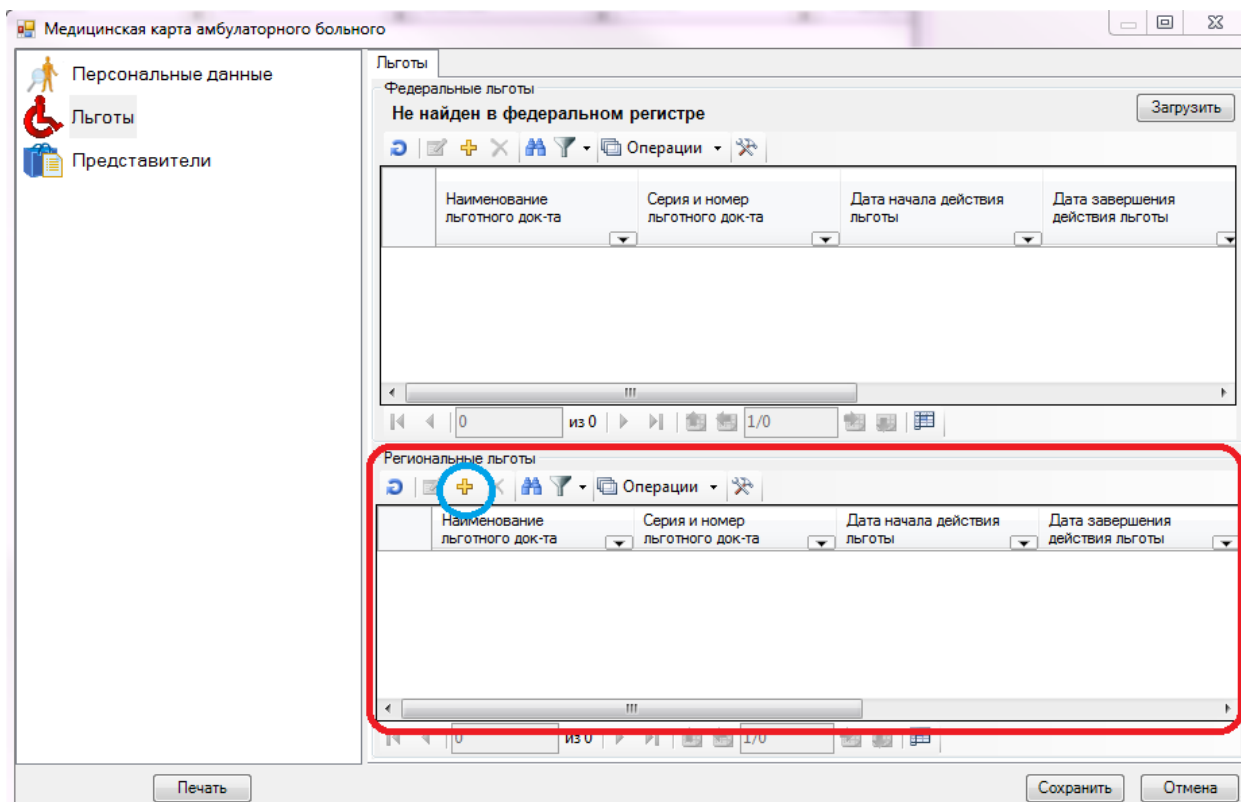 Медицинская карта амбулаторного больного
Персональные данные
Льготы
Представители
Льготы
Федеральные льготы
Не найден в федеральном регистре
Загрузить
Операции
Наименование
льготного док-та
Серия и номер
льготного док-та
Дата начала действия
льготы
Дата завершения
действия льготы
0 из 0 1/0
Региональные льготы
Операции
Наименование
льготного док-та
Серия и номер
льготного док-та
Дата начала действия
льготы
Дата завершения
действия льготы
0 из 0 1/0
Печать
Сохранить
Отмена